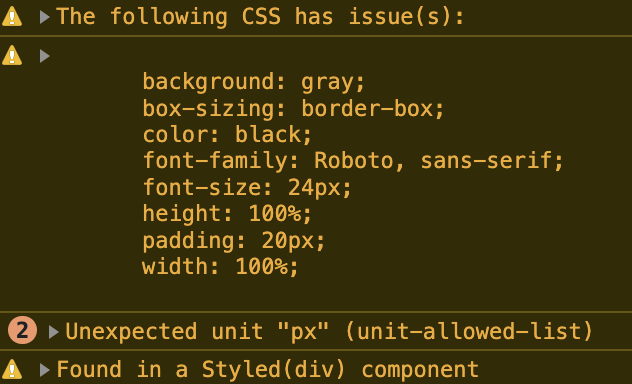 The following CSS has issue(s):
background: gray;
box-sizing: border-box;
color: black;
font-family: Roboto, sans-serif;
font-size: 24px;
height: 100%;
padding: 20px;
width: 100%;
2 Unexpected unit "px" (unit-allowed-list)
Found in a Styled(div) component